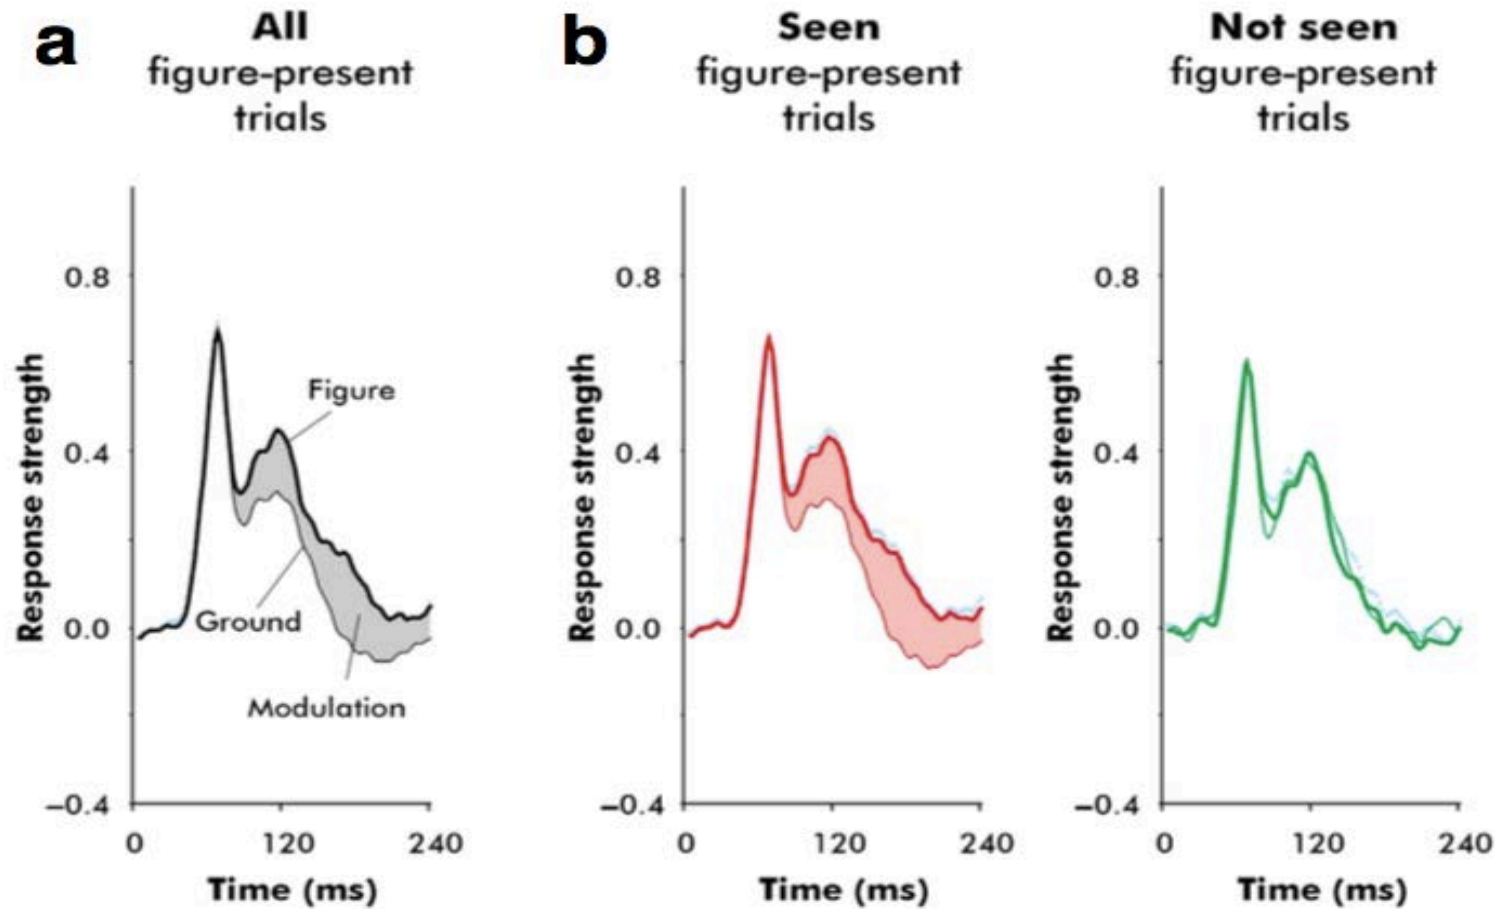 a
All
figure-present
trials
b
Seen
figure-present
trials
Not seen
figure-present
trials
Response strength
0.8
0.4
0.0
−0.4
Figure
Ground
Modulation
0
120
240
Time (ms)
Response strength
0.8
0.4
0.0
−0.4
0
120
240
Time (ms)
Response strength
0.8
0.4
0.0
−0.4
0
120
240
Time (ms)